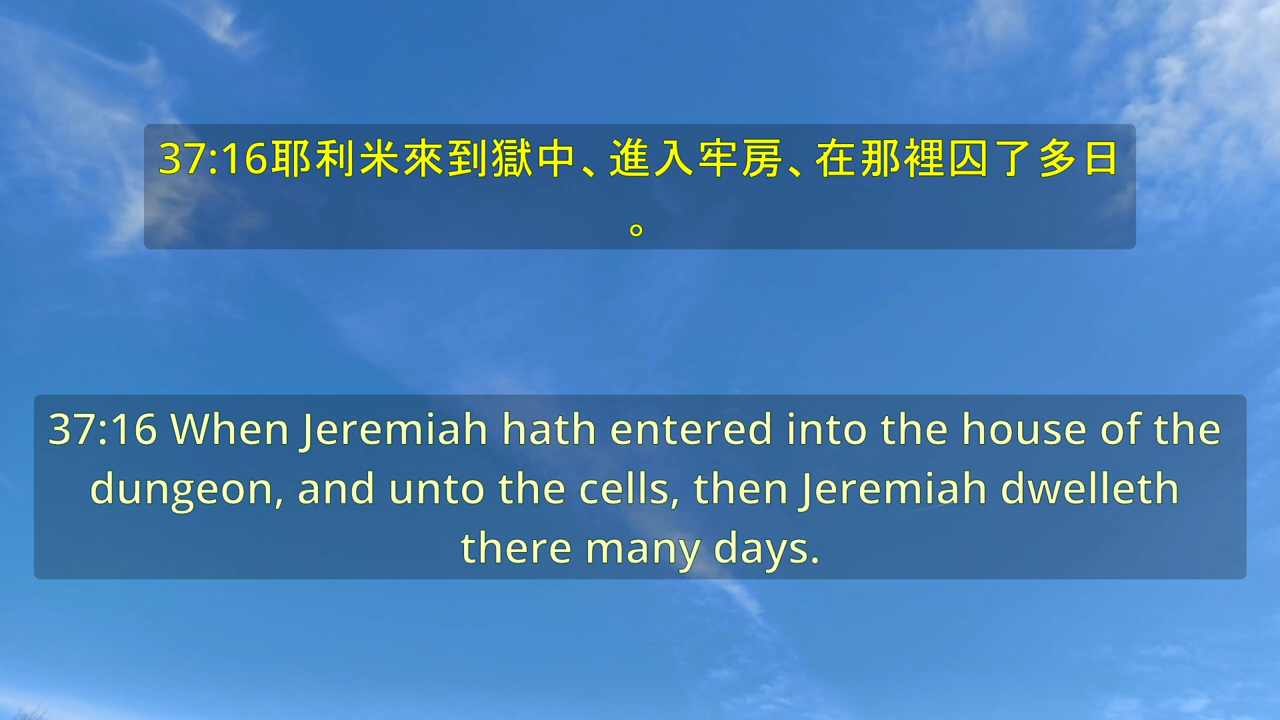 37:16耶利米來到獄中、進入牢房、在那裡囚了多日
。
37:16 When Jeremiah hath entered into the house of the
dungeon, and unto the cells, then Jeremiah dwelleth
there many days.